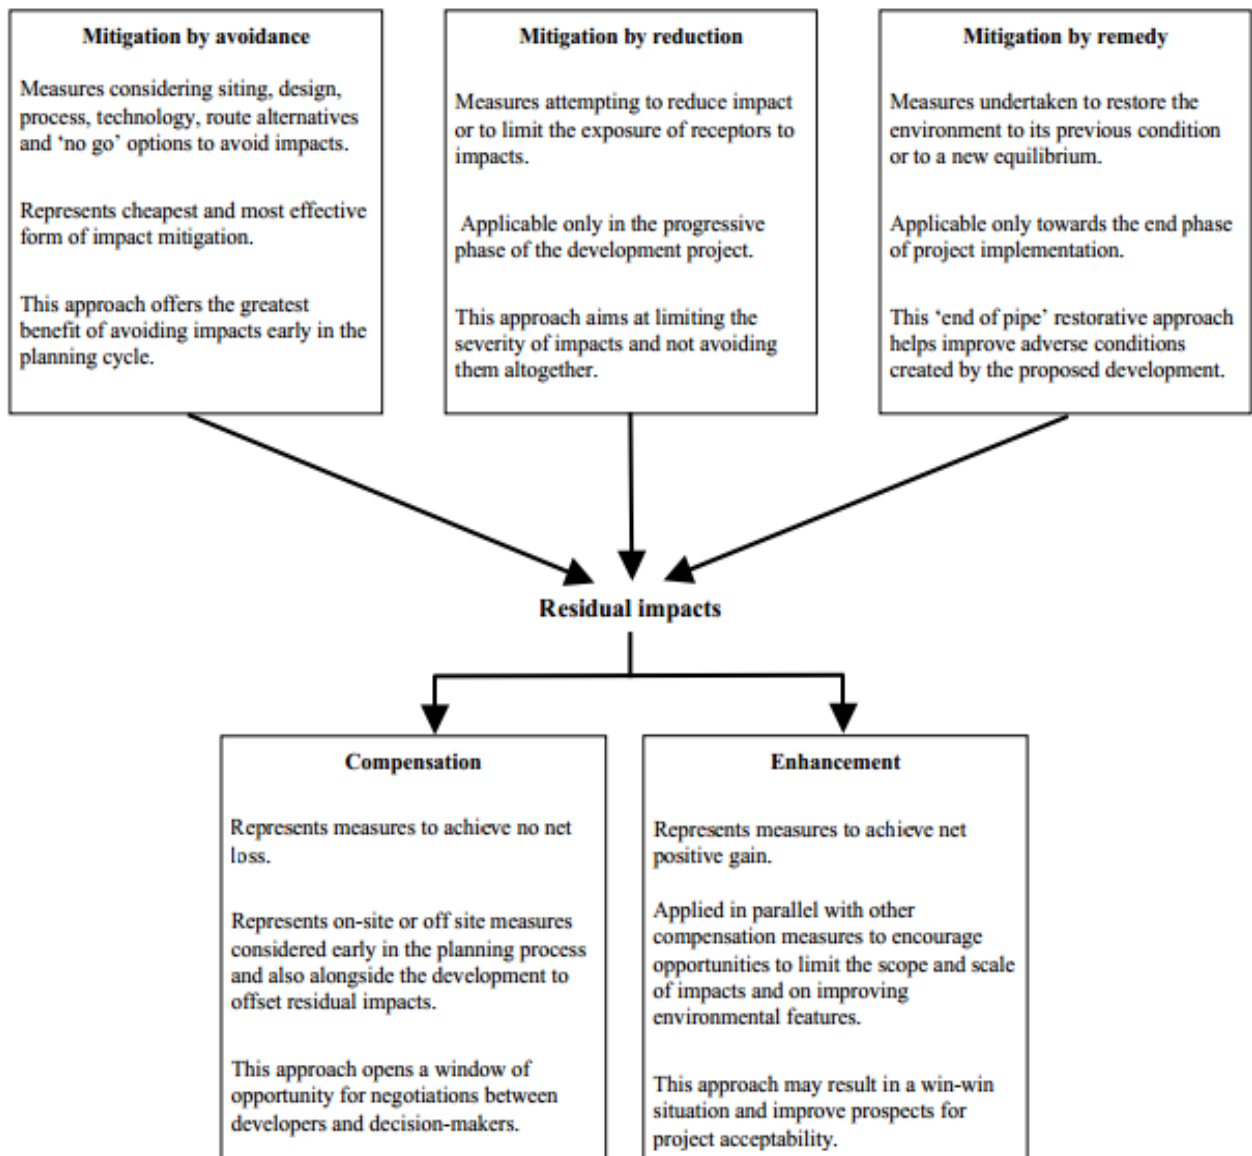 Mitigation by avoidance
Measures considering siting, design,
process, technology, route alternatives
and ‘no go’ options to avoid impacts.
Represents cheapest and most effective
form of impact mitigation.
This approach offers the greatest
benefit of avoiding impacts early in the
planning cycle.
Mitigation by reduction
Measures attempting to reduce impact
or to limit the exposure of receptors to
impacts.
Applicable only in the progressive
phase of the development project.
This approach aims at limiting the
severity of impacts and not avoiding
them altogether.
Mitigation by remedy
Measures undertaken to restore the
environment to its previous condition
or to a new equilibrium.
Applicable only towards the end phase
of project implementation.
This ‘end of pipe’ restorative approach
helps improve adverse conditions
created by the proposed development.
Residual impacts
Compensation
Represents measures to achieve no net
loss.
Represents on-site or off site measures
considered early in the planning process
and also alongside the development to
offset residual impacts.
This approach opens a window of
opportunity for negotiations between
developers and decision-makers.
Enhancement
Represents measures to achieve net
positive gain.
Applied in parallel with other
compensation measures to encourage
opportunities to limit the scope and scale
of impacts and on improving
environmental features.
This approach may result in a win-win
situation and improve prospects for
project acceptability.